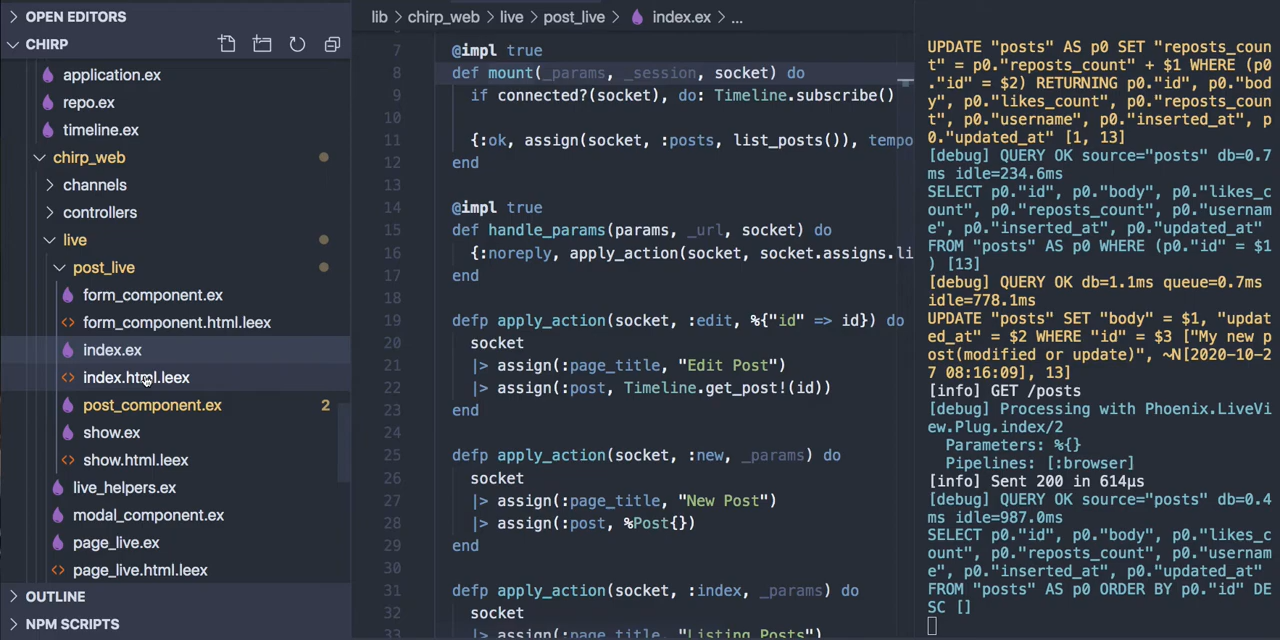 OPEN EDITORS
CHIRP
application.ex
repo.ex
timeline.ex
chirp_web
channels
controllers
live
post_live
form_component.ex
form_component.html.leex
index.ex
index.html.leex
post_component.ex 2
show.ex
show.html.leex
live_helpers.ex
modal_component.ex
page_live.ex
page_live.html.leex
OUTLINE
NPM SCRIPTS
lib > chirp_web > live > post_live > index.ex > ...
7 @impl true
8 def mount(_params, _session, socket) do
9 if connected?(socket), do: Timeline.subscribe()
10
11 {:ok, assign(socket, :posts, list_posts()), tempo
12 end
13
14 @impl true
15 def handle_params(params, _url, socket) do
16 {:noreply, apply_action(socket, socket.assigns.li
17 end
18
19 defp apply_action(socket, :edit, %{"id" => id}) do
20 socket
21 |> assign(:page_title, "Edit Post")
22 |> assign(:post, Timeline.get_post!(id))
23 end
24
25 defp apply_action(socket, :new, _params) do
26 socket
27 |> assign(:page_title, "New Post")
28 |> assign(:post, %Post{})
29 end
30
31 defp apply_action(socket, :index, _params) do
32 socket
33 |> assign(:page_title, "Listing Posts")
UPDATE "posts" AS p0 SET "reposts_coun
t" = p0."reposts_count" + $1 WHERE (p0
."id" = $2) RETURNING p0."id", p0."bod
y", p0."likes_count", p0."reposts_coun
t", p0."username", p0."inserted_at", p
0."updated_at" [1, 13]
[debug] QUERY OK source="posts" db=0.7
ms idle=234.6ms
SELECT p0."id", p0."body", p0."likes_c
ount", p0."reposts_count", p0."usernam
e", p0."inserted_at", p0."updated_at"
FROM "posts" AS p0 WHERE (p0."id" = $1
) [13]
[debug] QUERY OK db=1.1ms queue=0.7ms
idle=778.1ms
UPDATE "posts" SET "body" = $1, "updat
ed_at" = $2 WHERE "id" = $3 ["My new p
ost(modified or update)", ~N[2020-10-2
7 08:16:09], 13]
[info] GET /posts
[debug] Processing with Phoenix.LiveVi
ew.Plug.index/2
Parameters: %{}
Pipelines: [:browser]
[info] Sent 200 in 614µs
[debug] QUERY OK source="posts" db=0.4
ms idle=987.0ms
SELECT p0."id", p0."body", p0."likes_c
ount", p0."reposts_count", p0."usernam
e", p0."inserted_at", p0."updated_at"
FROM "posts" AS p0 ORDER BY p0."id" DE
SC []